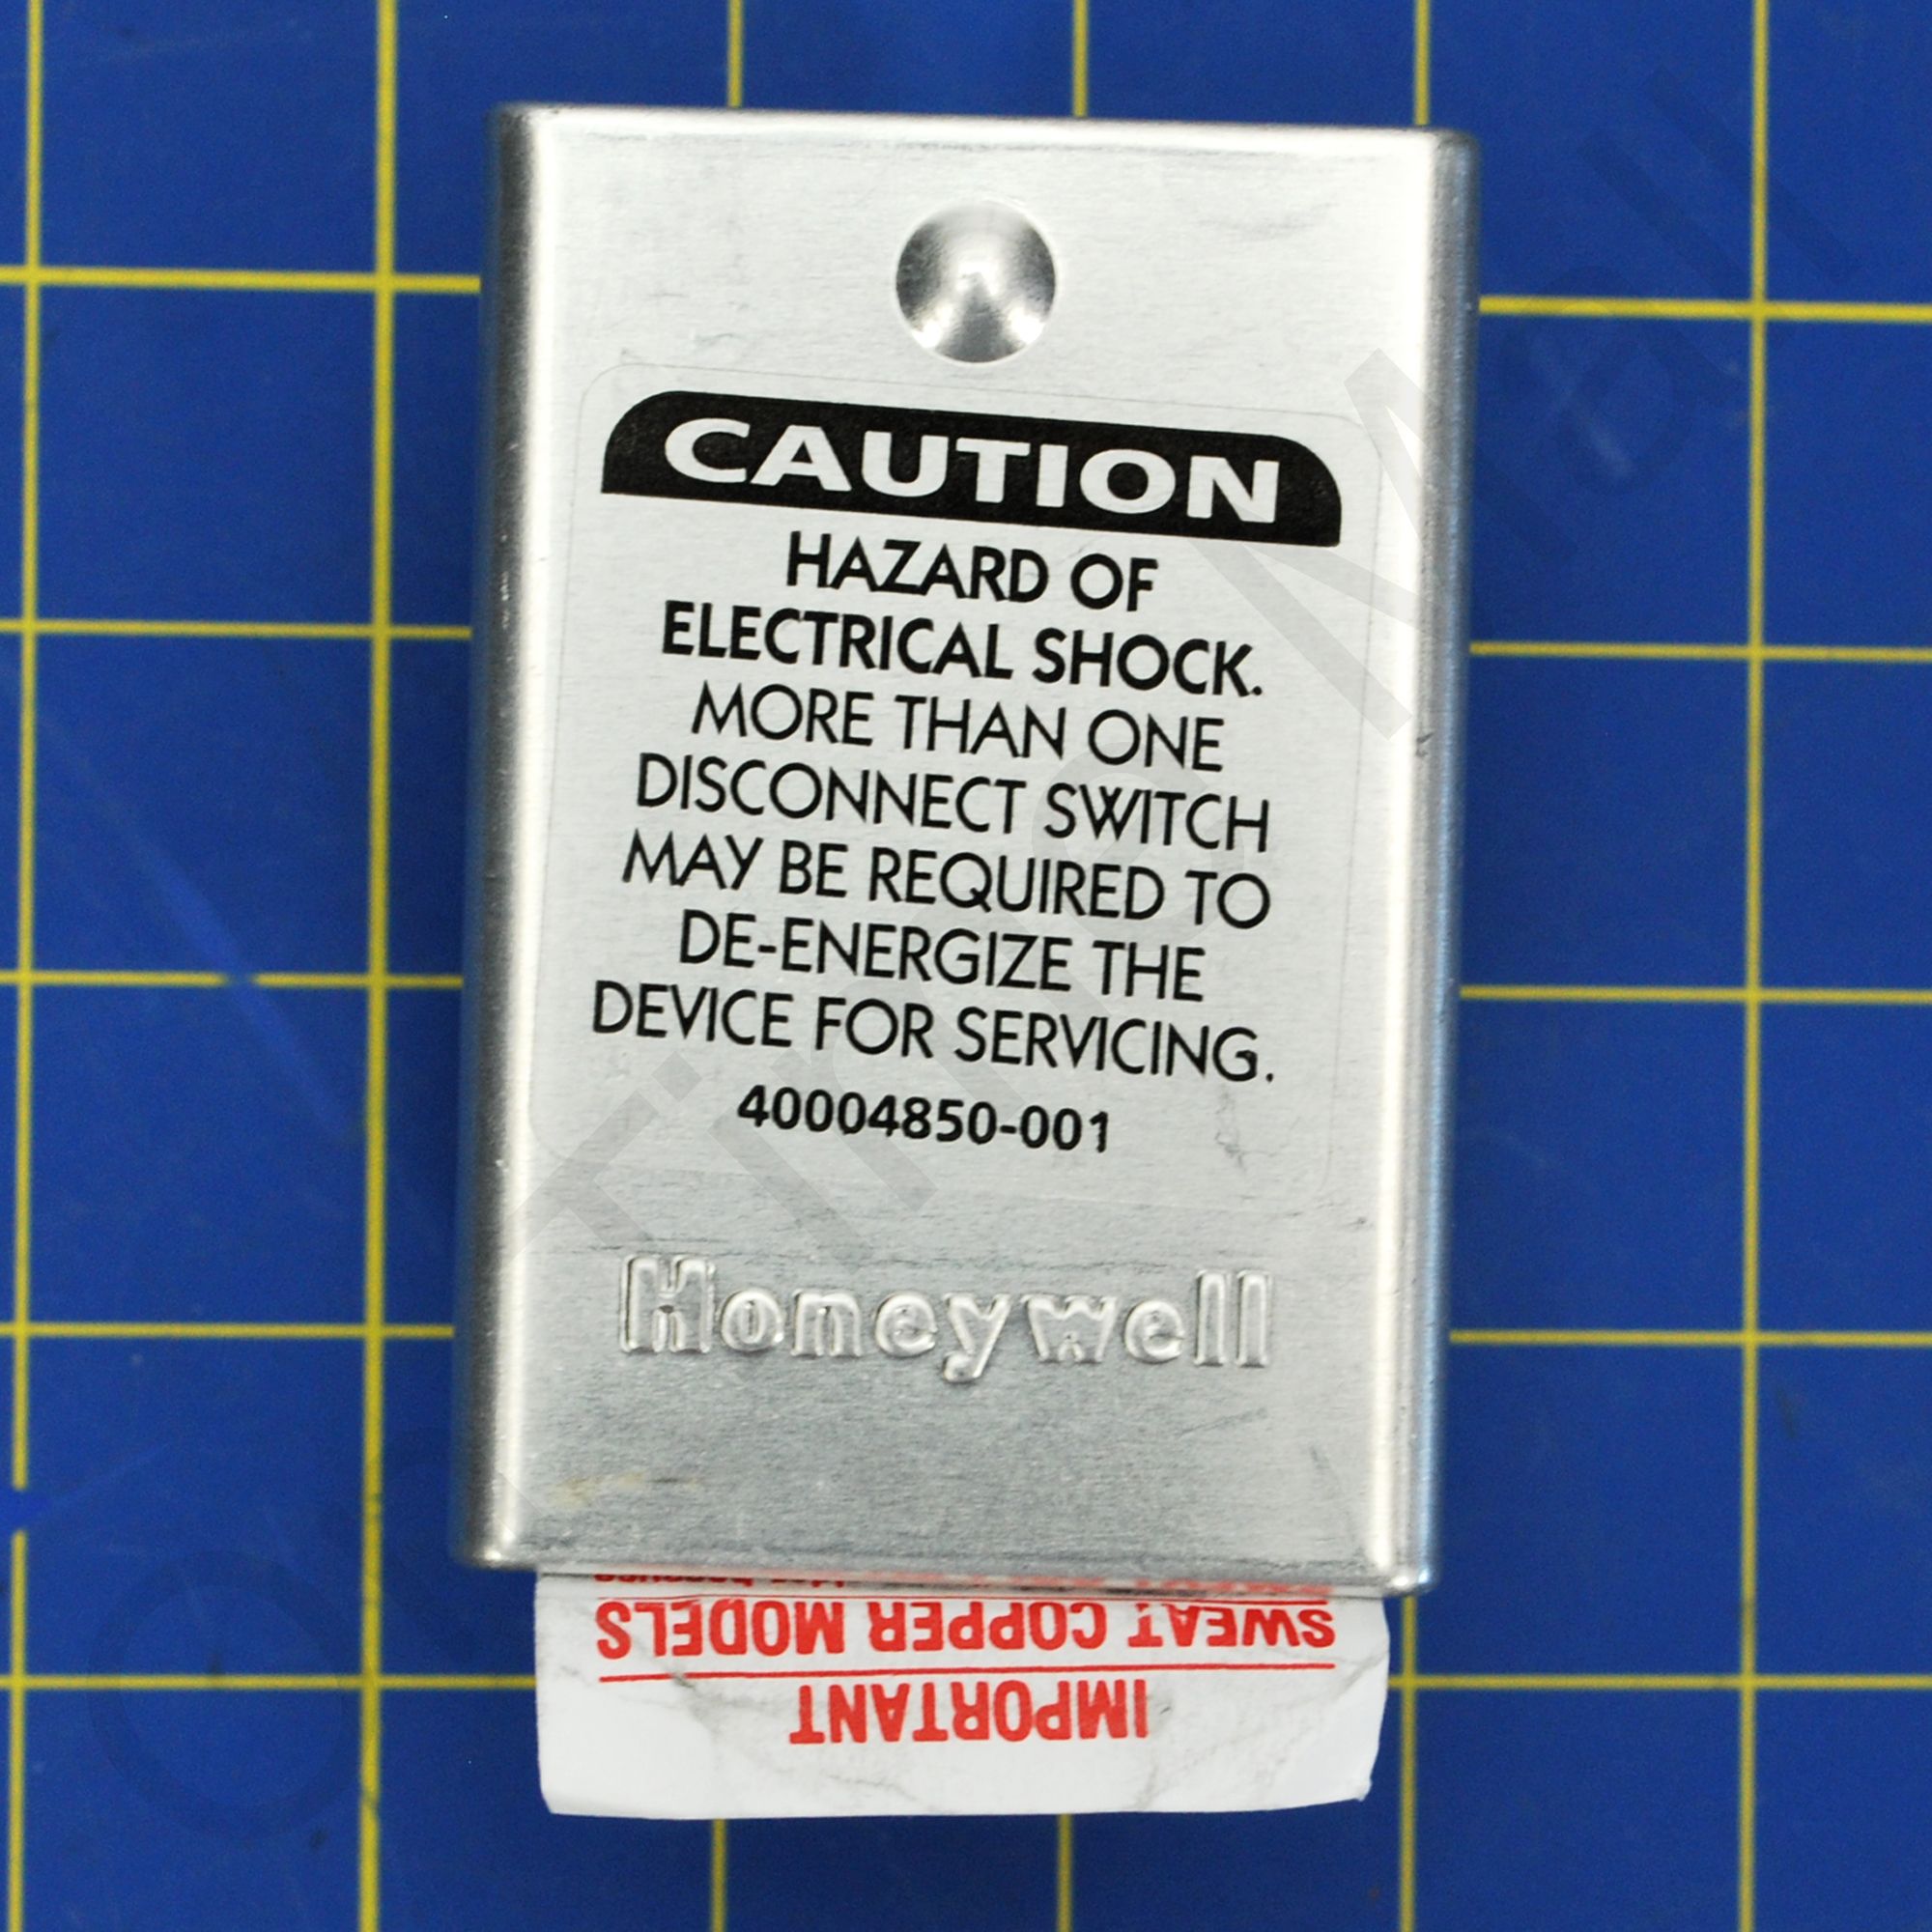 CAUTION
HAZARD OF
ELECTRICAL SHOCK.
MORE THAN ONE
DISCONNECT SWITCH
MAY BE REQUIRED TO
DE-ENERGIZE THE
DEVICE FOR SERVICING.
40004850-001
Honeywell
IMPORTANT
SWEAT COPPER MODELS